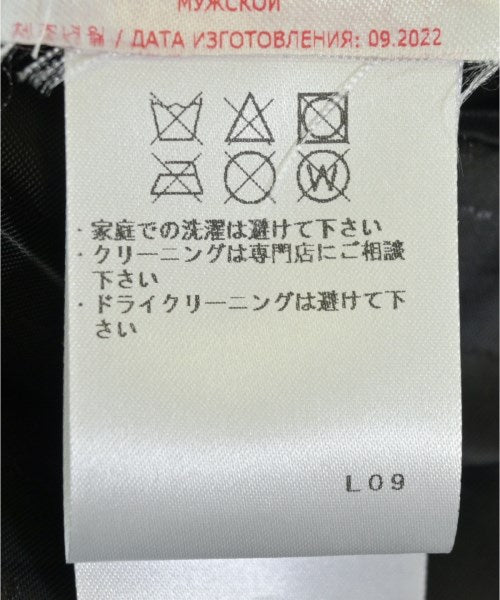 МУЖСКОЙ
/ ДАТА ИЗГОТОВЛЕНИЯ: 09.2022
W
・家庭での洗濯は避けて下さい
・クリーニングは専門店にご相談
下さい
・ドライクリーニングは避けて下
さい
L09